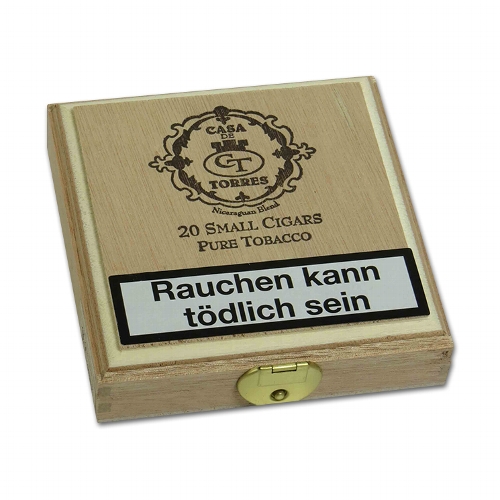 CASA
DE
CT
TORRES
Nicaraguan Blend
20 SMALL CIGARS
PURE TOBACCO
Rauchen kann
tödlich sein